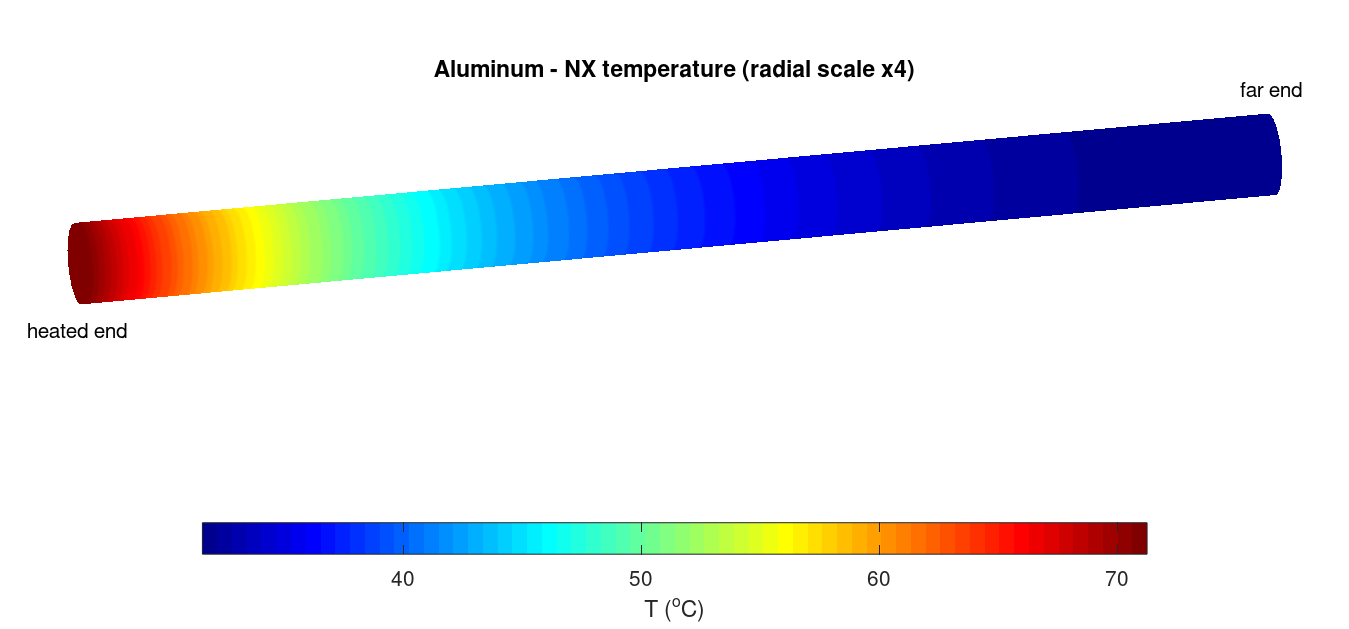 Aluminum - NX temperature (radial scale x4)
far end
heated end
40 50 60 70
T (°C)